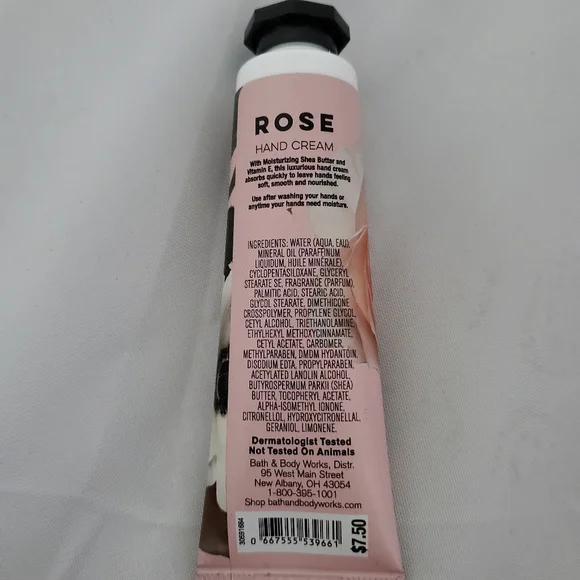 ROSE
HAND CREAM
With Moisturizing Shea Butter and
Vitamin E, this luxurious hand cream
absorbs quickly to leave hands feeling
soft, smooth and nourished.
Use after washing your hands or
anytime your hands need moisture.
INGREDIENTS: WATER (AQUA, EAU),
MINERAL OIL (PARAFFINUM
LIQUIDUM, HUILE MINÉRALE),
CYCLOPENTASILOXANE, GLYCERYL
STEARATE SE, FRAGRANCE (PARFUM),
PALMITIC ACID, STEARIC ACID,
GLYCOL STEARATE, DIMETHICONE
CROSSPOLYMER, PROPYLENE GLYCOL,
CETYL ALCOHOL, TRIETHANOLAMINE,
ETHYLHEXYL METHOXYCINNAMATE,
CETYL ACETATE, CARBOMER,
METHYLPARABEN, DMDM HYDANTOIN,
DISODIUM EDTA, PROPYLPARABEN,
ACETYLATED LANOLIN ALCOHOL,
BUTYROSPERMUM PARKII (SHEA)
BUTTER, TOCOPHERYL ACETATE,
ALPHA-ISOMETHYL IONONE,
CITRONELLOL, HYDROXYCITRONELLAL,
GERANIOL, LIMONENE.
Dermatologist Tested
Not Tested On Animals
Bath & Body Works, Distr.
95 West Main Street
New Albany, OH 43054
1-800-395-1001
Shop bathandbodyworks.com
0 667555 539661
$7.50